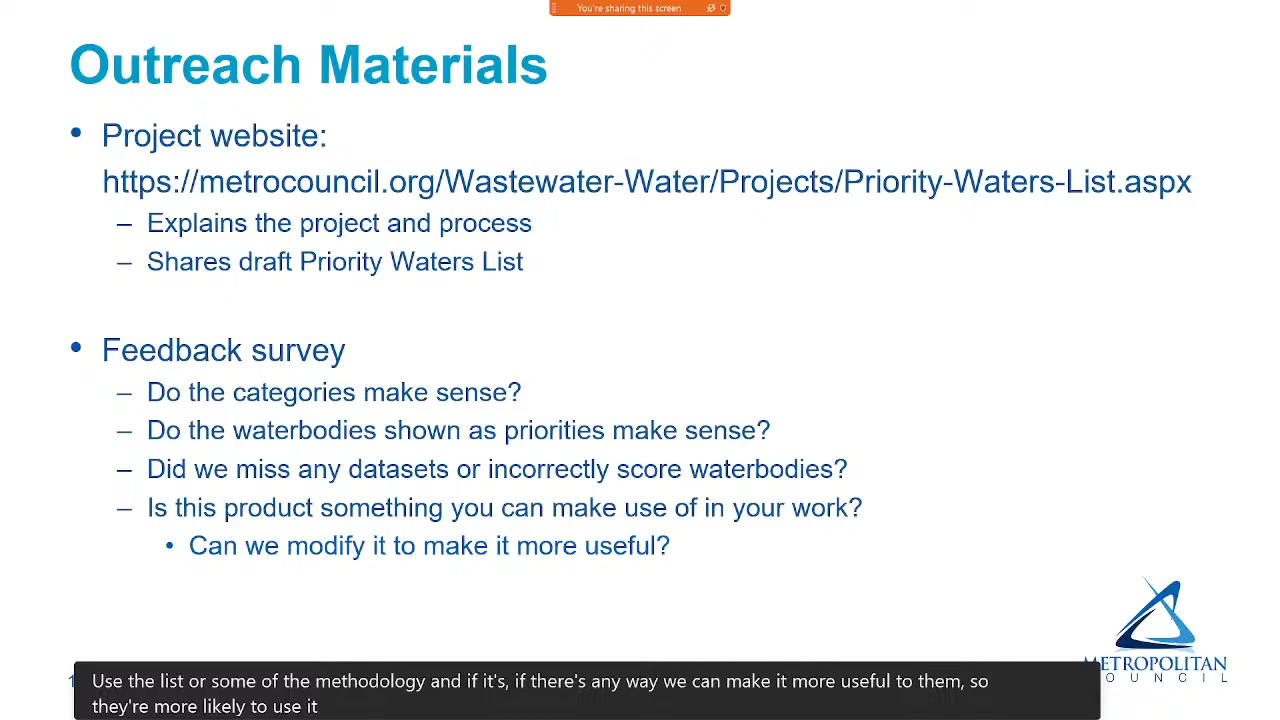 You're sharing this screen
Outreach Materials
• Project website:
https://metrocouncil.org/Wastewater-Water/Projects/Priority-Waters-List.aspx
– Explains the project and process
– Shares draft Priority Waters List
• Feedback survey
– Do the categories make sense?
– Do the waterbodies shown as priorities make sense?
– Did we miss any datasets or incorrectly score waterbodies?
– Is this product something you can make use of in your work?
• Can we modify it to make it more useful?
METROPOLITAN
COUNCIL
Use the list or some of the methodology and if it's, if there's any way we can make it more useful to them, so
they're more likely to use it